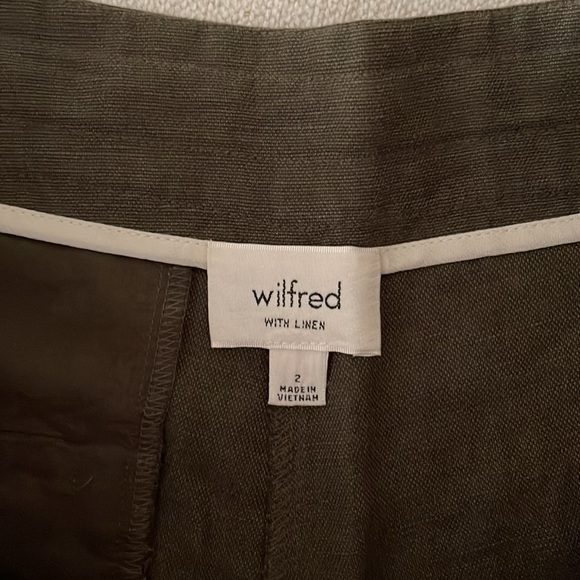 wilfred
WITH LINEN
2
MADE IN
VIETNAM